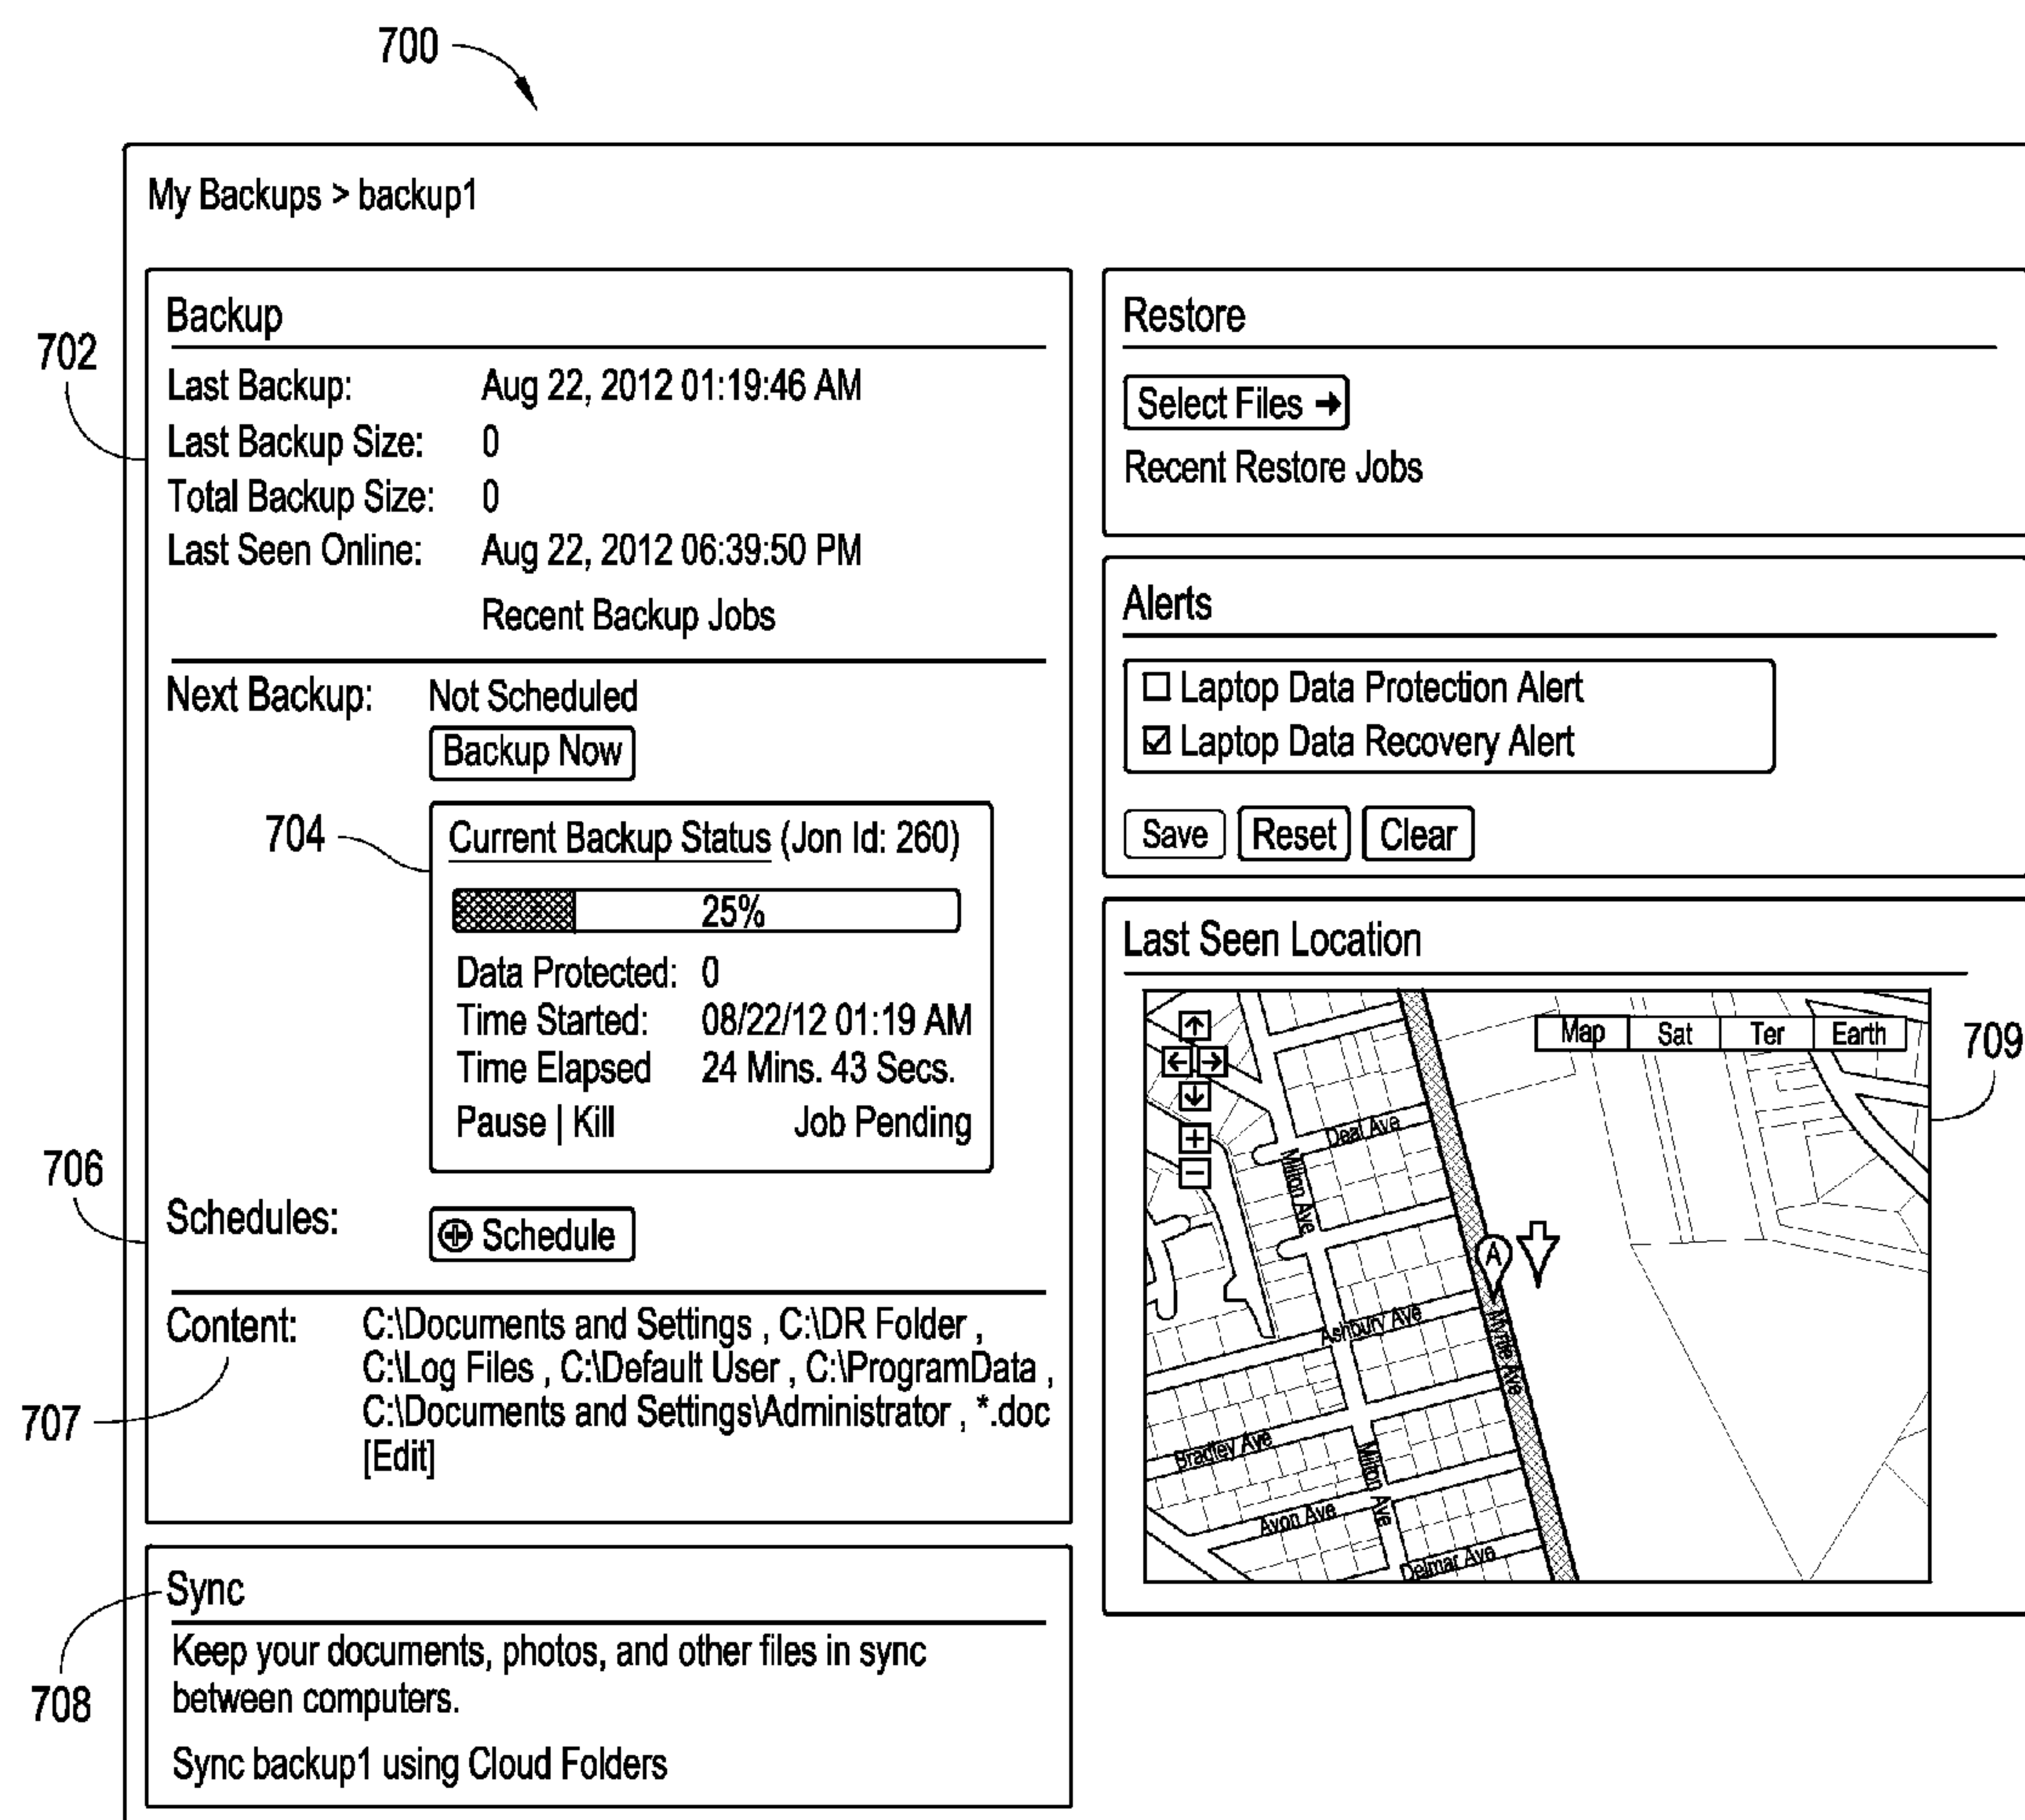 700
My Backups > backup1
702
Backup
Last Backup: Aug 22, 2012 01:19:46 AM
Last Backup Size: 0
Total Backup Size: 0
Last Seen Online: Aug 22, 2012 06:39:50 PM
Recent Backup Jobs
Next Backup: Not Scheduled
Backup Now
704
Current Backup Status (Jon Id: 260)
25%
Data Protected: 0
Time Started: 08/22/12 01:19 AM
Time Elapsed 24 Mins. 43 Secs.
Pause | Kill Job Pending
706
Schedules: Schedule
707
Content: C:\Documents and Settings , C:\DR Folder ,
C:\Log Files , C:\Default User , C:\ProgramData ,
C:\Documents and Settings\Administrator , *.doc
[Edit]
708
Sync
Keep your documents, photos, and other files in sync
between computers.
Sync backup1 using Cloud Folders
Restore
Select Files →
Recent Restore Jobs
Alerts
Laptop Data Protection Alert
Laptop Data Recovery Alert
Save Reset Clear
Last Seen Location
709
Map Sat Ter Earth
Deal Ave
Milton Ave
A
Ashbury Ave
Myrtle Ave
Bradley Ave
Milton Ave
Avon Ave
Delmar Ave